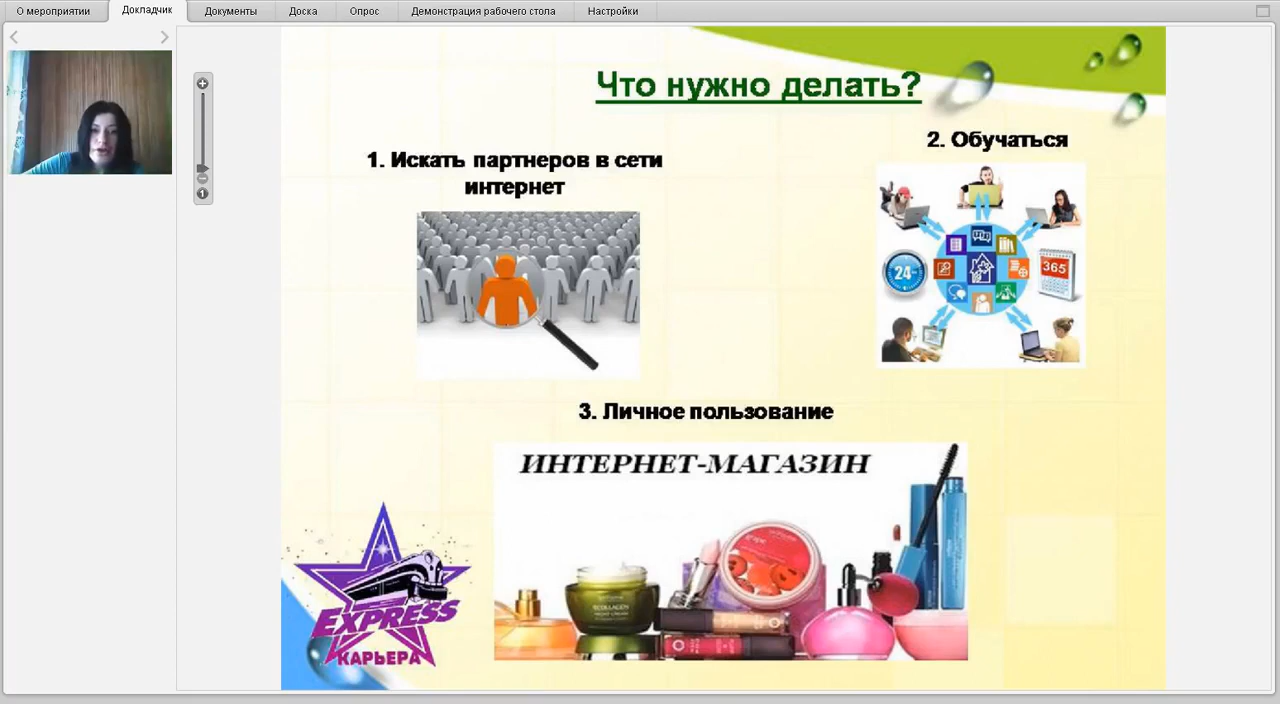 О мероприятии
Докладчик
Документы
Доска
Опрос
Демонстрация рабочего стола
Настройки
Что нужно делать?
1. Искать партнеров в сети
интернет
2. Обучаться
24
365
3. Личное пользование
ИНТЕРНЕТ-МАГАЗИН
EXPRESS
КАРЬЕРА